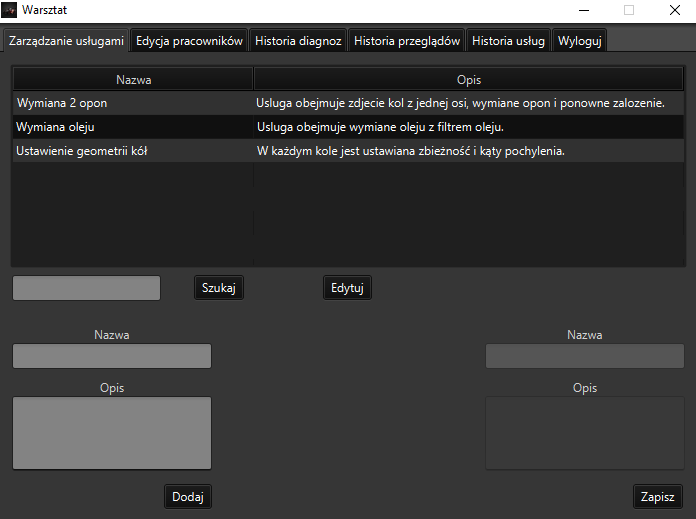 Warsztat
Zarządzanie usługami Edycja pracowników Historia diagnoz Historia przeglądów Historia usług Wyloguj
Nazwa Opis
Wymiana 2 opon Usluga obejmuje zdjecie kol z jednej osi, wymiane opon i ponowne zalozenie.
Wymiana oleju Usluga obejmuje wymiane oleju z filtrem oleju.
Ustawienie geometrii kół W każdym kole jest ustawiana zbieżność i kąty pochylenia.
Szukaj Edytuj
Nazwa Nazwa
Opis Opis
Dodaj Zapisz